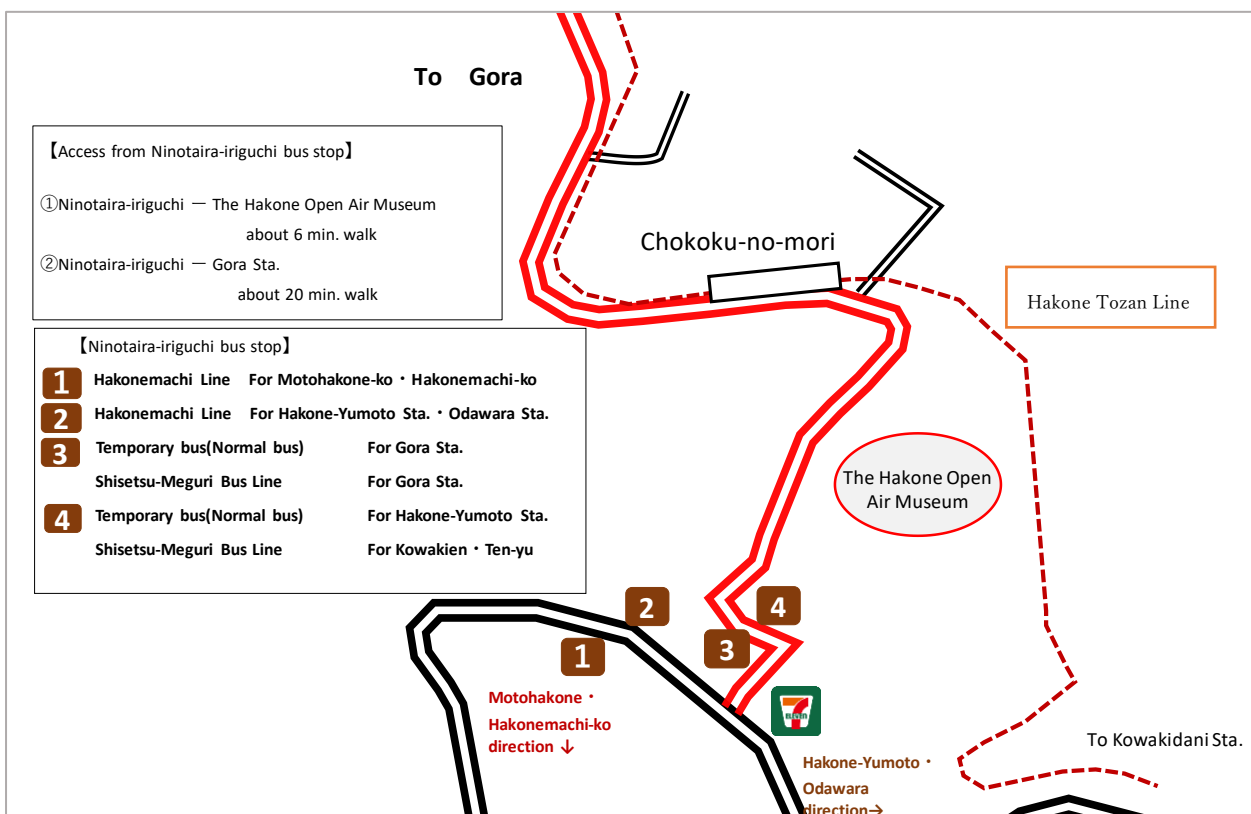 To Gora
【Access from Ninotaira-iriguchi bus stop】
①Ninotaira-iriguchi － The Hakone Open Air Museum
about 6 min. walk
②Ninotaira-iriguchi － Gora Sta.
about 20 min. walk
【Ninotaira-iriguchi bus stop】
1 Hakonemachi Line For Motohakone-ko・Hakonemachi-ko
2 Hakonemachi Line For Hakone-Yumoto Sta.・Odawara Sta.
3 Temporary bus(Normal bus) For Gora Sta.
Shisetsu-Meguri Bus Line For Gora Sta.
4 Temporary bus(Normal bus) For Hakone-Yumoto Sta.
Shisetsu-Meguri Bus Line For Kowakien・Ten-yu
Chokoku-no-mori
Hakone Tozan Line
The Hakone Open
Air Museum
2
4
3
1
Motohakone・
Hakonemachi-ko
direction ↓
7
ELEVEn
Hakone-Yumoto・
Odawara
direction→
To Kowakidani Sta.